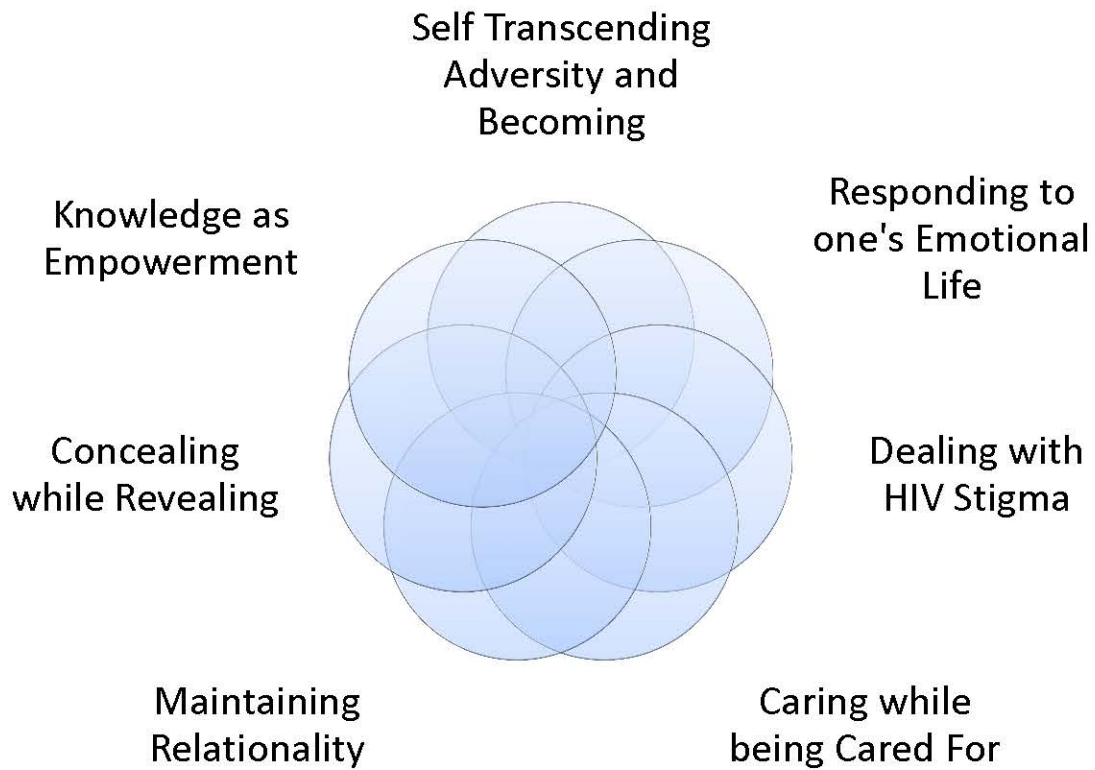 Self Transcending
Adversity and
Becoming
Responding to
one's Emotional
Life
Dealing with
HIV Stigma
Caring while
being Cared For
Maintaining
Relationality
Concealing
while Revealing
Knowledge as
Empowerment